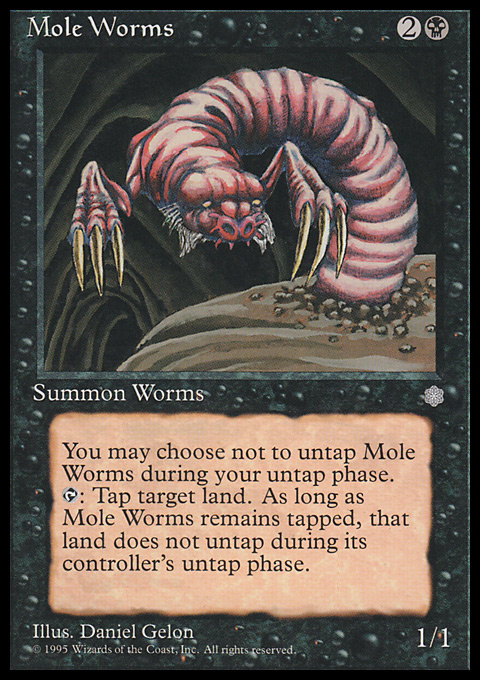 Mole Worms 2
Summon Worms
You may choose not to untap Mole
Worms during your untap phase.
: Tap target land. As long as
Mole Worms remains tapped, that
land does not untap during its
controller's untap phase.
Illus. Daniel Gelon
1/1
© 1995 Wizards of the Coast, Inc. All rights reserved.